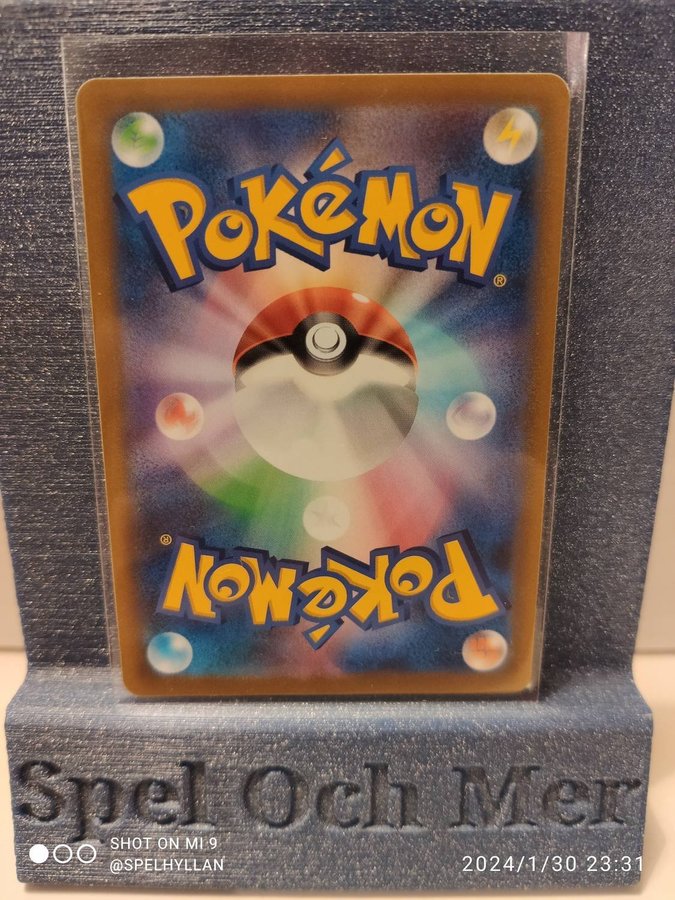 POKéMON
®
®
POKéMON
Spel Och Mer
SHOT ON MI 9
@SPELHYLLAN
2024/1/30 23:31